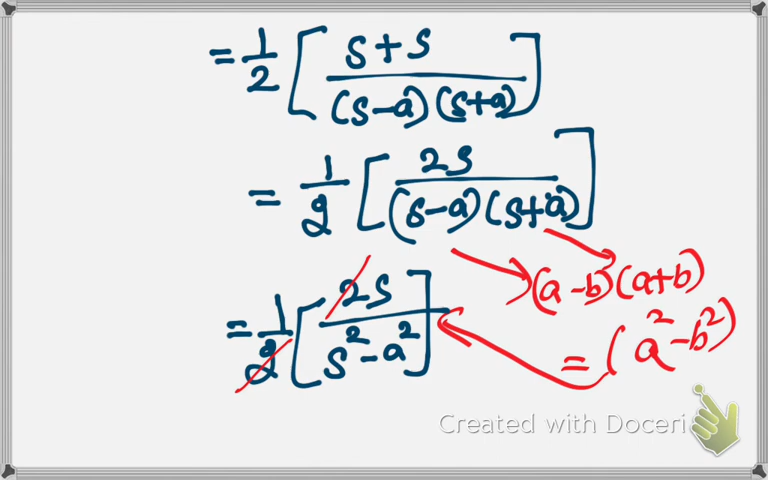 = 1/2 [ (s+s) / ((s-a)(s+a)) ]
= 1/2 [ 2s / ((s-a)(s+a)) ]
(a-b)(a+b)
= 1/2 [ 2s / (s²-a²) ]
= (a²-b²)
Created with Doceri